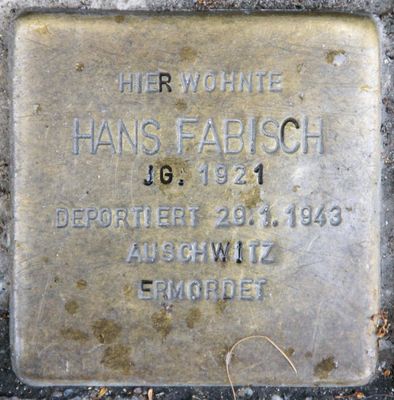 HIER WOHNTE
HANS FABISCH
JG. 1921
DEPORTIERT 29.1.1943
AUSCHWITZ
ERMORDET